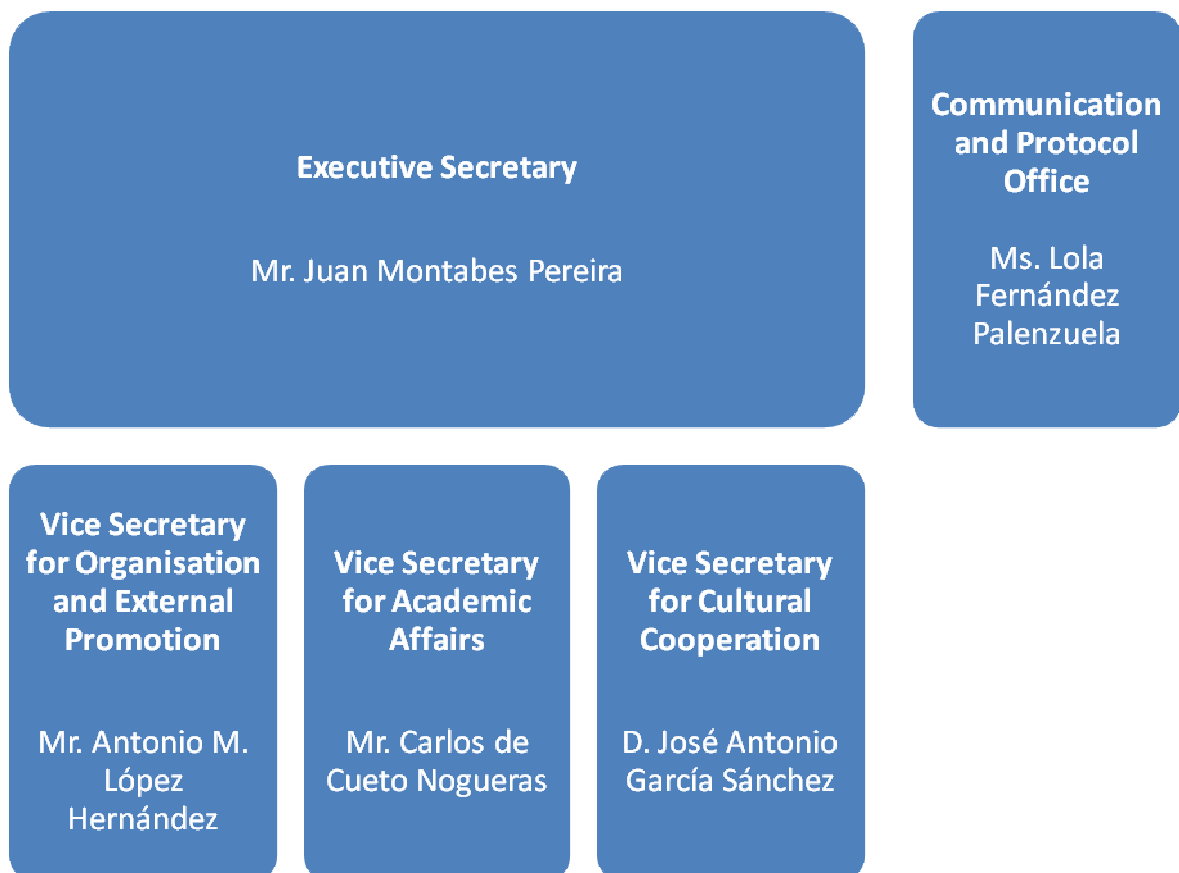 Executive Secretary
Mr. Juan Montabes Pereira
Communication
and Protocol
Office
Ms. Lola
Fernández
Palenzuela
Vice Secretary
for Organisation
and External
Promotion
Mr. Antonio M.
López
Hernández
Vice Secretary
for Academic
Affairs
Mr. Carlos de
Cueto Nogueras
Vice Secretary
for Cultural
Cooperation
D. José Antonio
García Sánchez